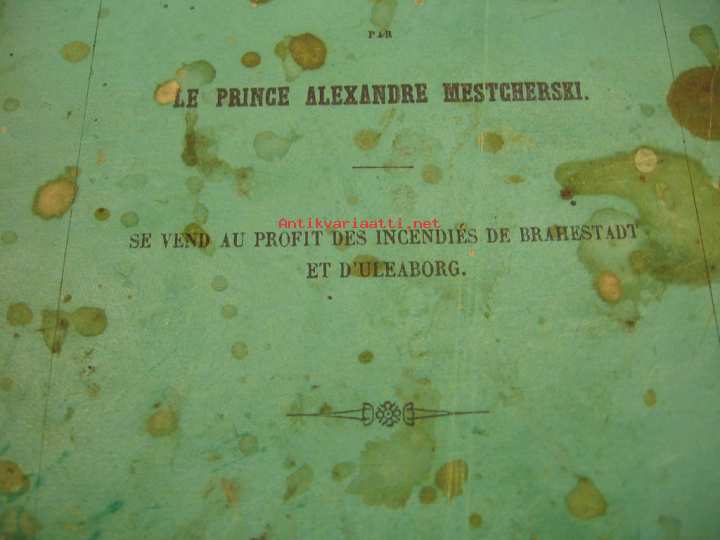 PAR
LE PRINCE ALEXANDRE MESTCHERSKI.
Antikvariaatti.net
SE VEND AU PROFIT DES INCENDIÉS DE BRAHESTADT
ET D'ULEABORG.